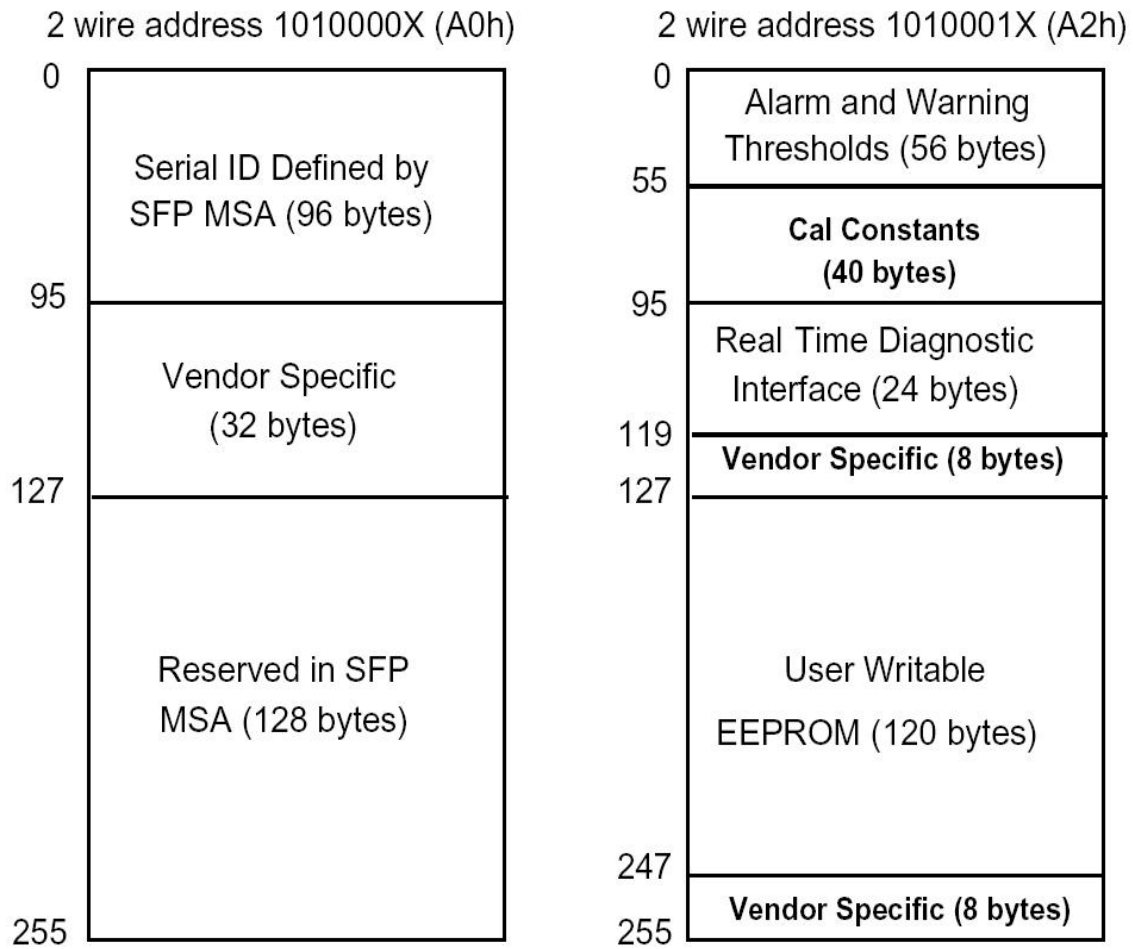 2 wire address 1010000X (A0h)
0
Serial ID Defined by
SFP MSA (96 bytes)
95
Vendor Specific
(32 bytes)
127
Reserved in SFP
MSA (128 bytes)
255
2 wire address 1010001X (A2h)
0
Alarm and Warning
Thresholds (56 bytes)
55
Cal Constants
(40 bytes)
95
Real Time Diagnostic
Interface (24 bytes)
119
Vendor Specific (8 bytes)
127
User Writable
EEPROM (120 bytes)
247
Vendor Specific (8 bytes)
255